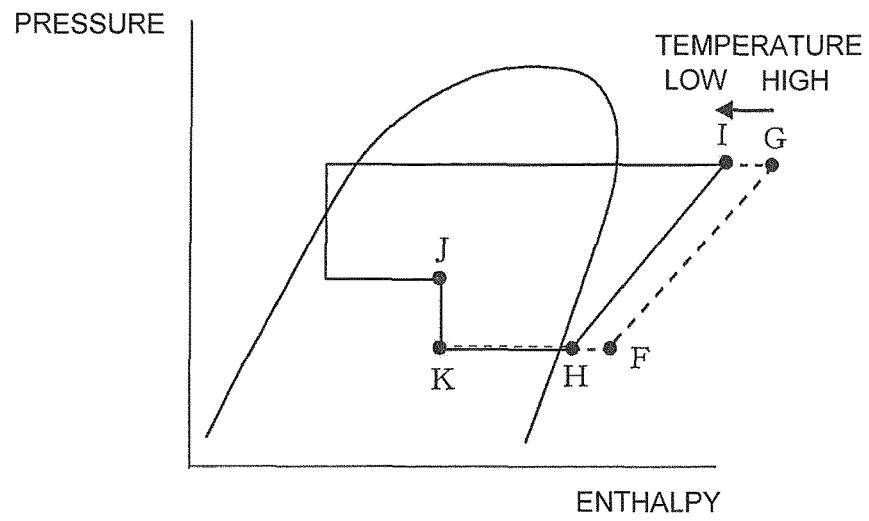 PRESSURE
TEMPERATURE
LOW HIGH
I G
J
K H F
ENTHALPY